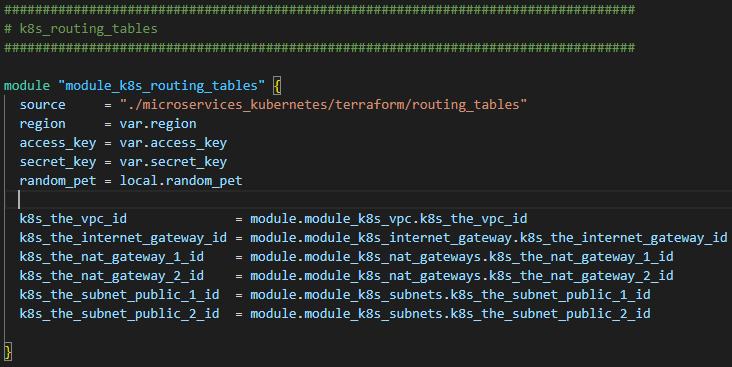 ##################################################################################
# k8s_routing_tables
##################################################################################
module "module_k8s_routing_tables" {
source = "./microservices_kubernetes/terraform/routing_tables"
region = var.region
access_key = var.access_key
secret_key = var.secret_key
random_pet = local.random_pet
k8s_the_vpc_id = module.module_k8s_vpc.k8s_the_vpc_id
k8s_the_internet_gateway_id = module.module_k8s_internet_gateway.k8s_the_internet_gateway_id
k8s_the_nat_gateway_1_id = module.module_k8s_nat_gateways.k8s_the_nat_gateway_1_id
k8s_the_nat_gateway_2_id = module.module_k8s_nat_gateways.k8s_the_nat_gateway_2_id
k8s_the_subnet_public_1_id = module.module_k8s_subnets.k8s_the_subnet_public_1_id
k8s_the_subnet_public_2_id = module.module_k8s_subnets.k8s_the_subnet_public_2_id
}